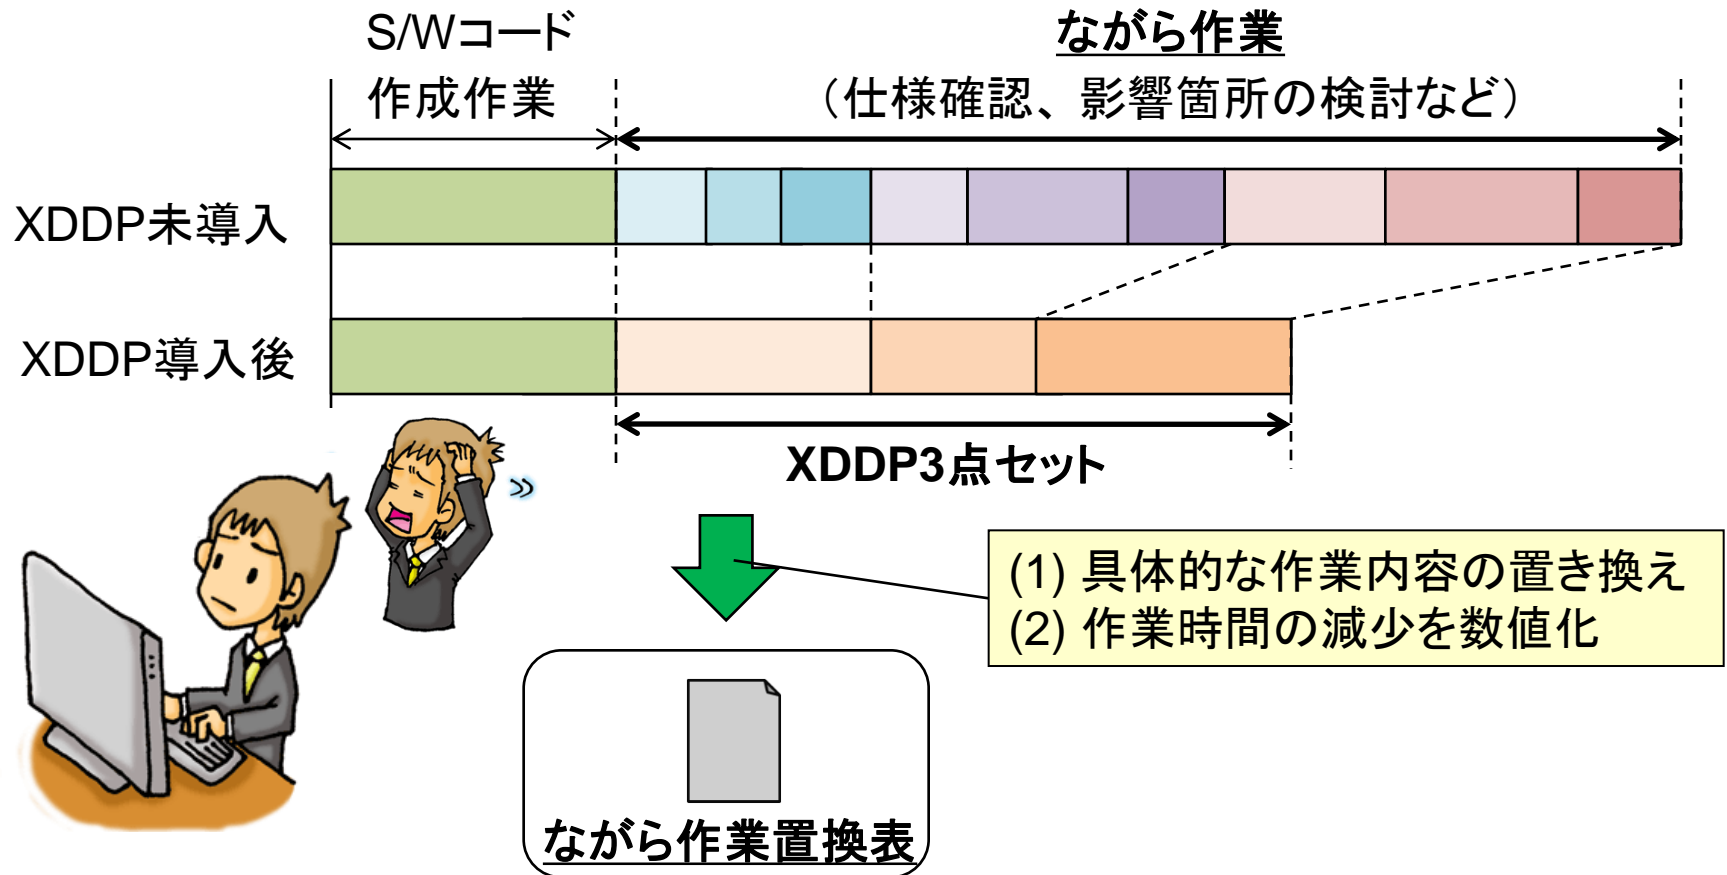 S/Wコード
作成作業
ながら作業
（仕様確認、影響箇所の検討など）
XDDP未導入
XDDP導入後
XDDP3点セット
(1) 具体的な作業内容の置き換え
(2) 作業時間の減少を数値化
ながら作業置換表